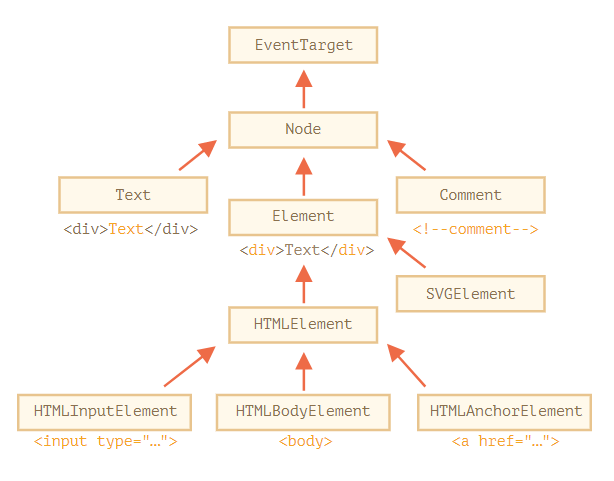 EventTarget
Node
Text
Element
Comment
<div>Text</div>
<div>Text</div>
<!--comment-->
SVGElement
HTMLElement
HTMLInputElement
HTMLBodyElement
HTMLAnchorElement
<input type="…">
<body>
<a href="…">